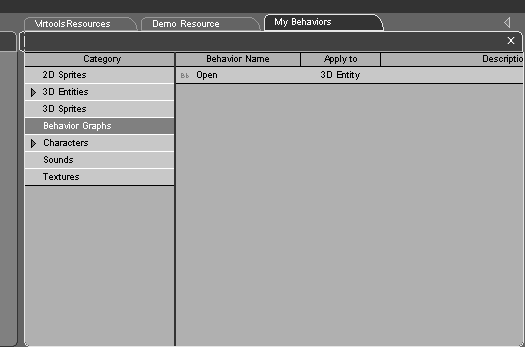 Virtools Resources Demo Resource My Behaviors
Category Behavior Name Apply to Descriptio
2D Sprites Open 3D Entity
3D Entities
3D Sprites
Behavior Graphs
Characters
Sounds
Textures